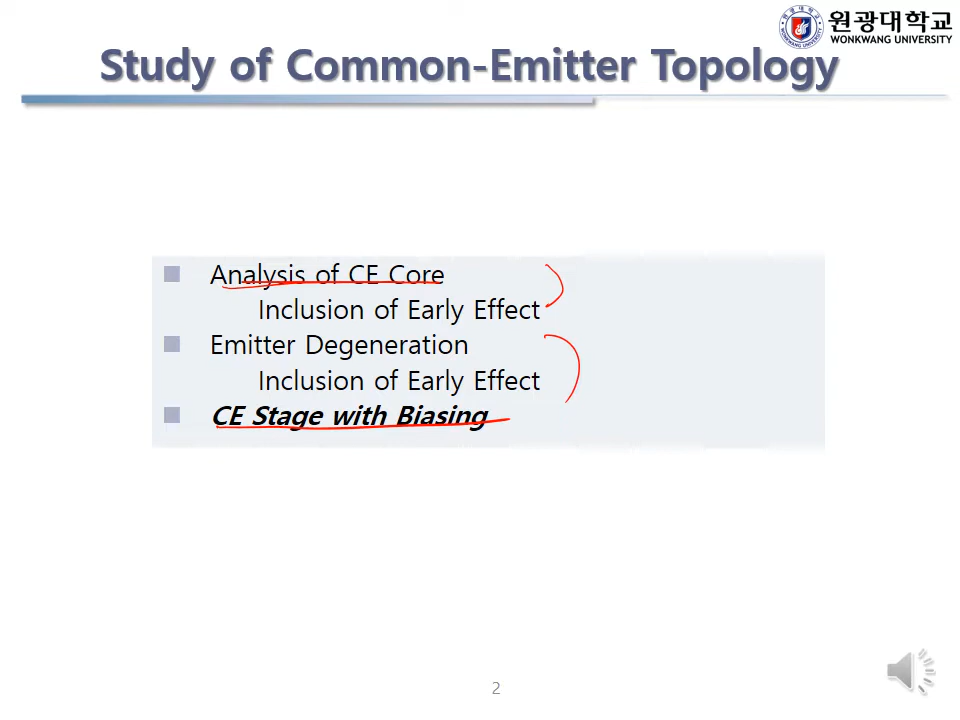 원광대학교
WONKWANG UNIVERSITY
Study of Common-Emitter Topology
Analysis of CE Core
Inclusion of Early Effect
Emitter Degeneration
Inclusion of Early Effect
CE Stage with Biasing
2